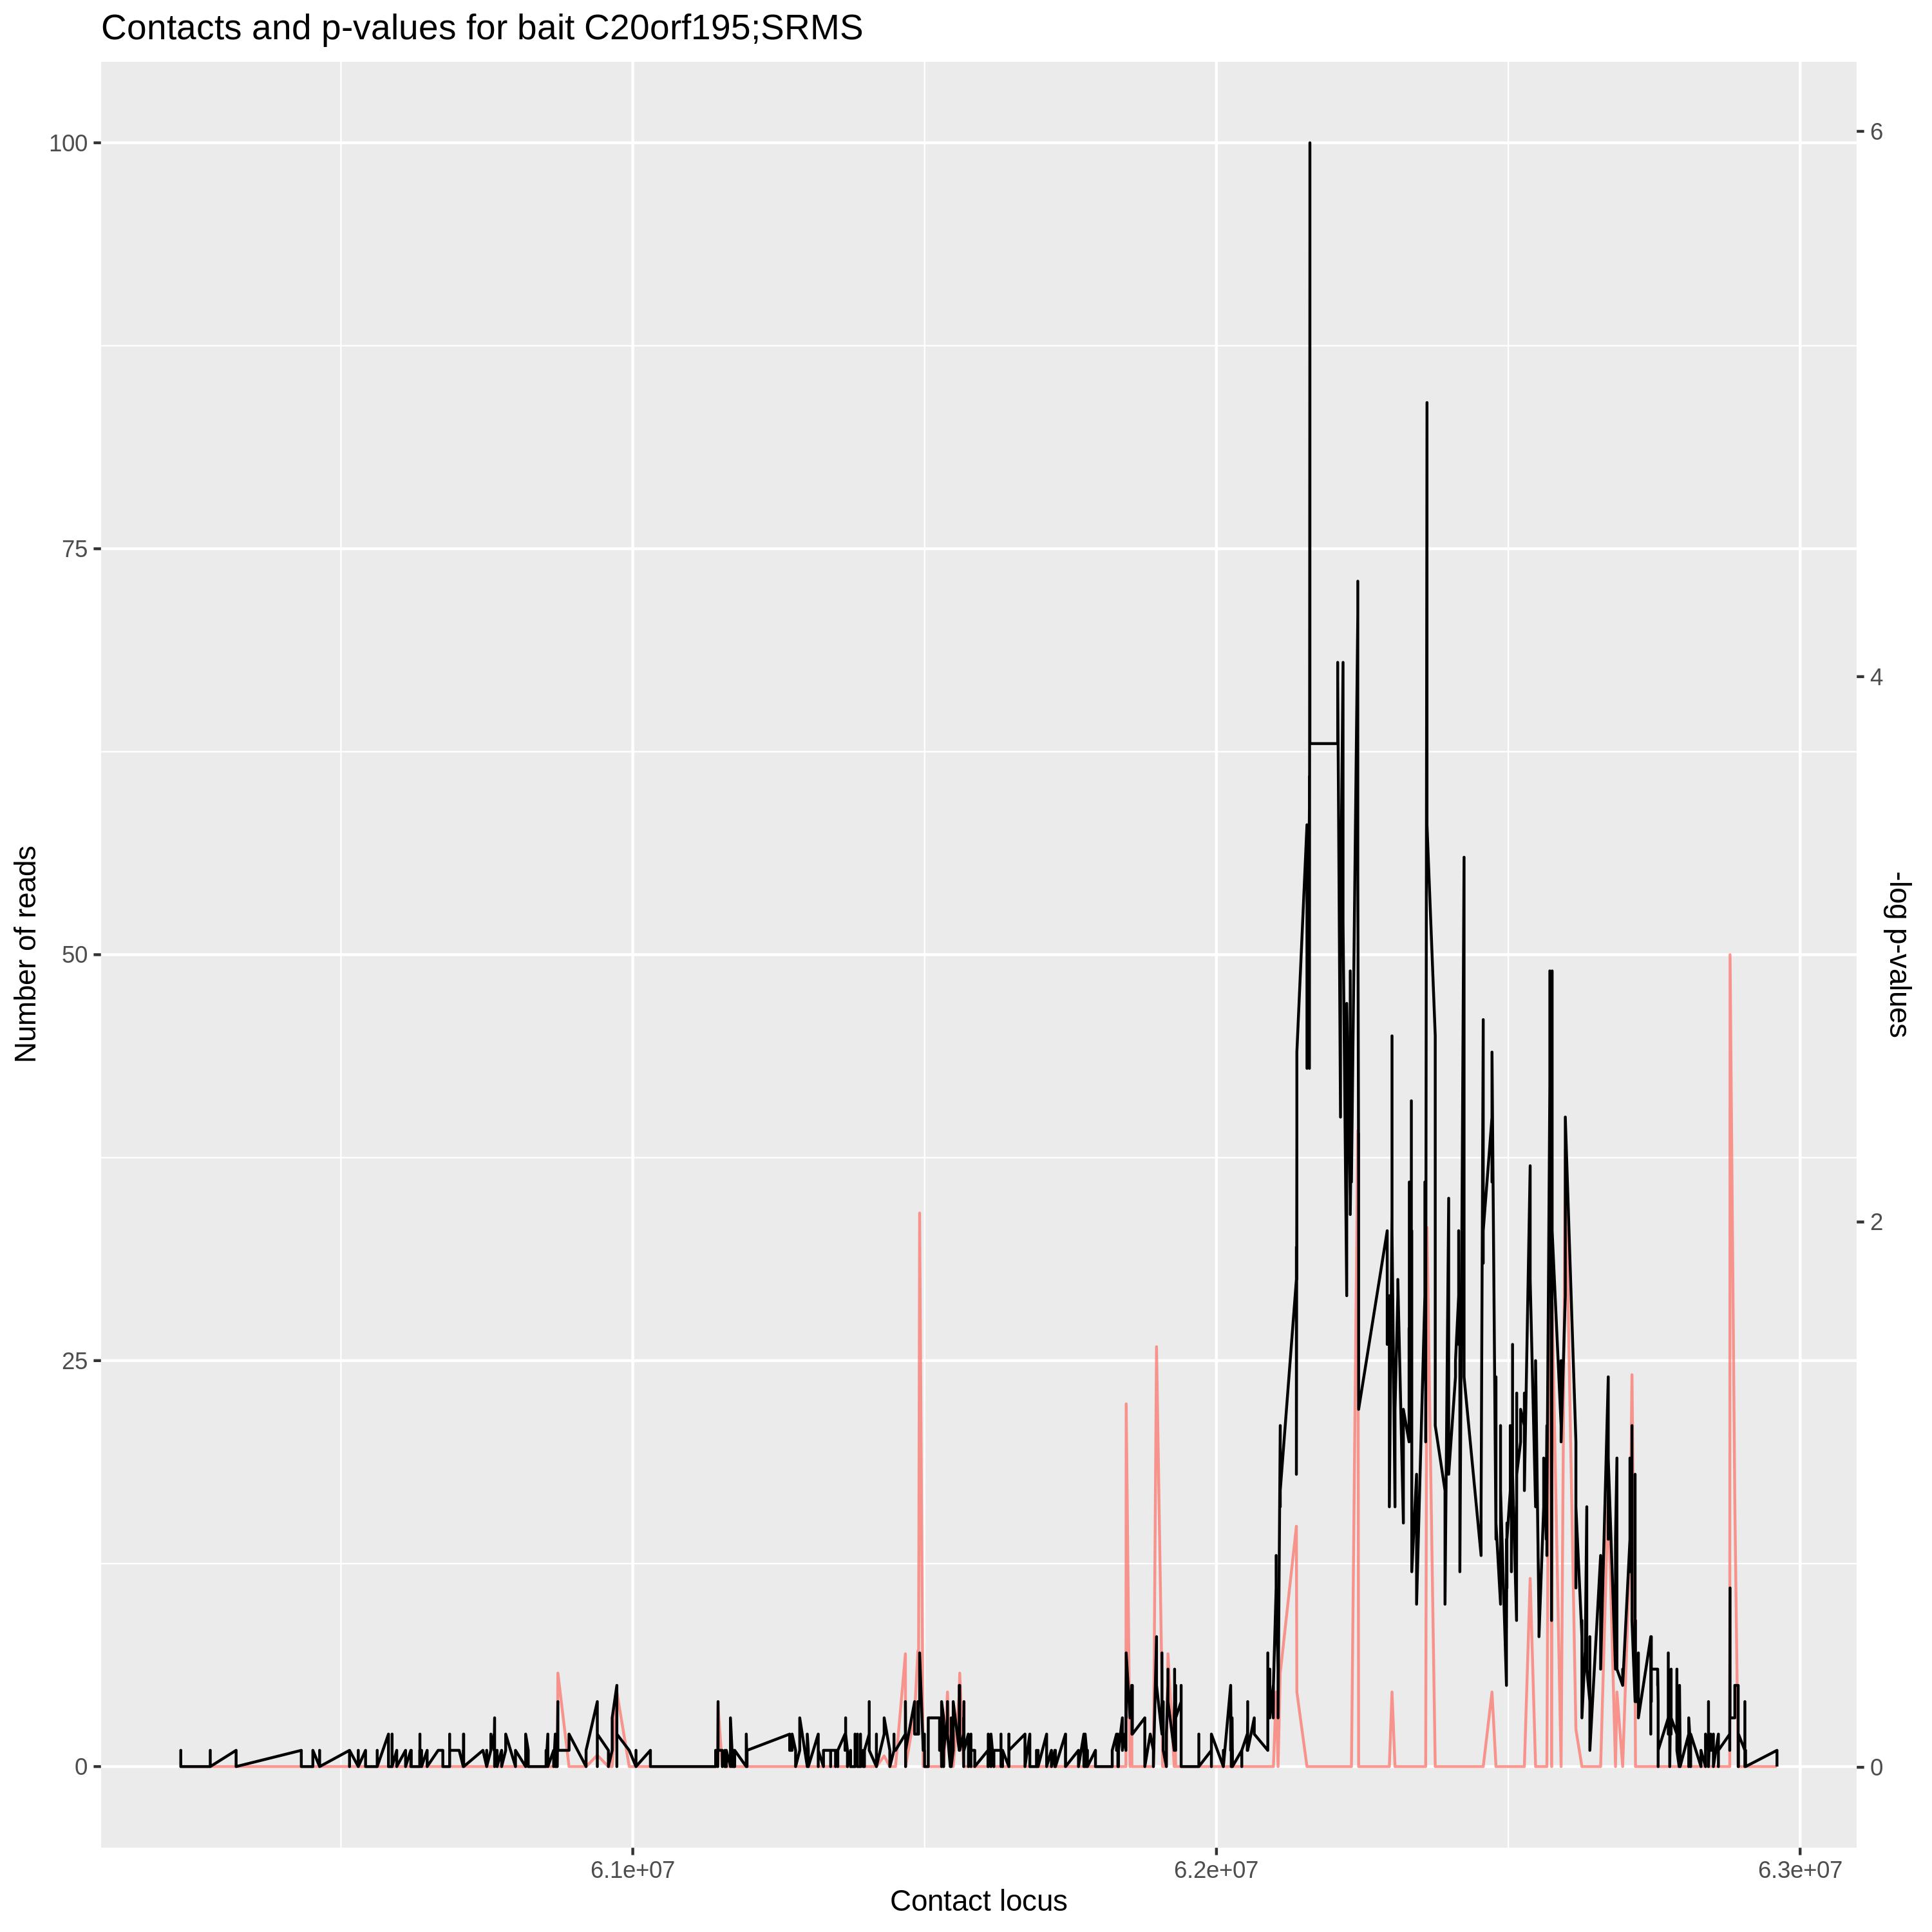 Contacts and p-values for bait C20orf195;SRMS
100
75
50
25
0
Number of reads
6
4
2
0
-log p-values
6.1e+07
6.2e+07
6.3e+07
Contact locus